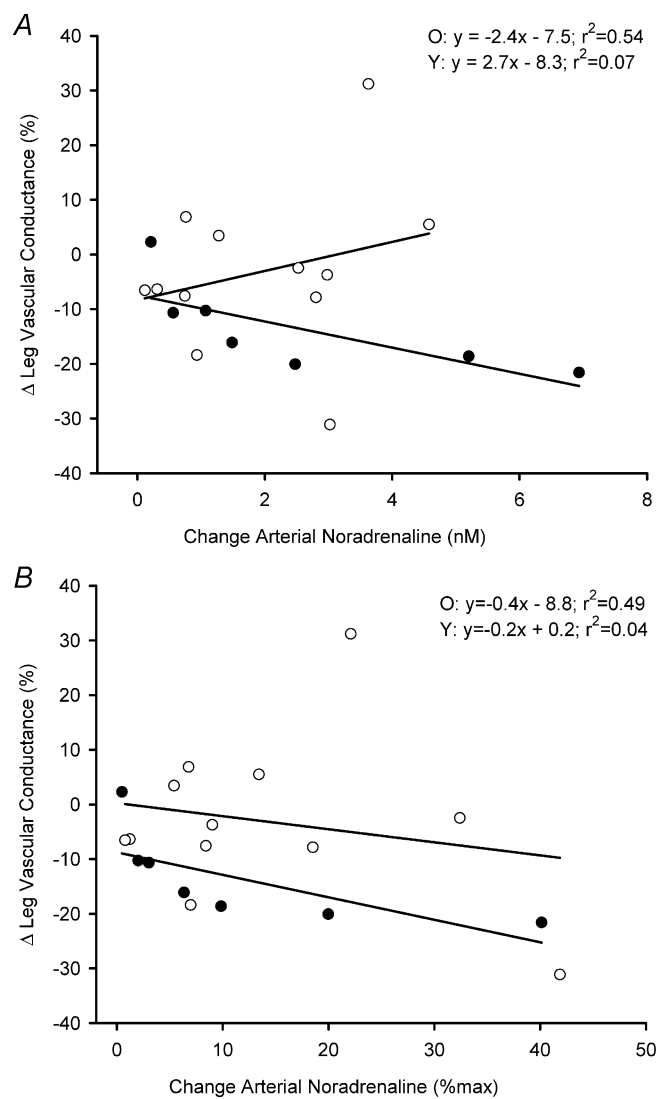 A
O: y = -2.4x - 7.5; r²=0.54
Y: y = 2.7x - 8.3; r²=0.07
40
30
20
10
0
-10
-20
-30
-40
Δ Leg Vascular Conductance (%)
0 2 4 6 8
Change Arterial Noradrenaline (nM)
B
O: y=-0.4x - 8.8; r²=0.49
Y: y=-0.2x + 0.2; r²=0.04
40
30
20
10
0
-10
-20
-30
-40
Δ Leg Vascular Conductance (%)
0 10 20 30 40 50
Change Arterial Noradrenaline (%max)